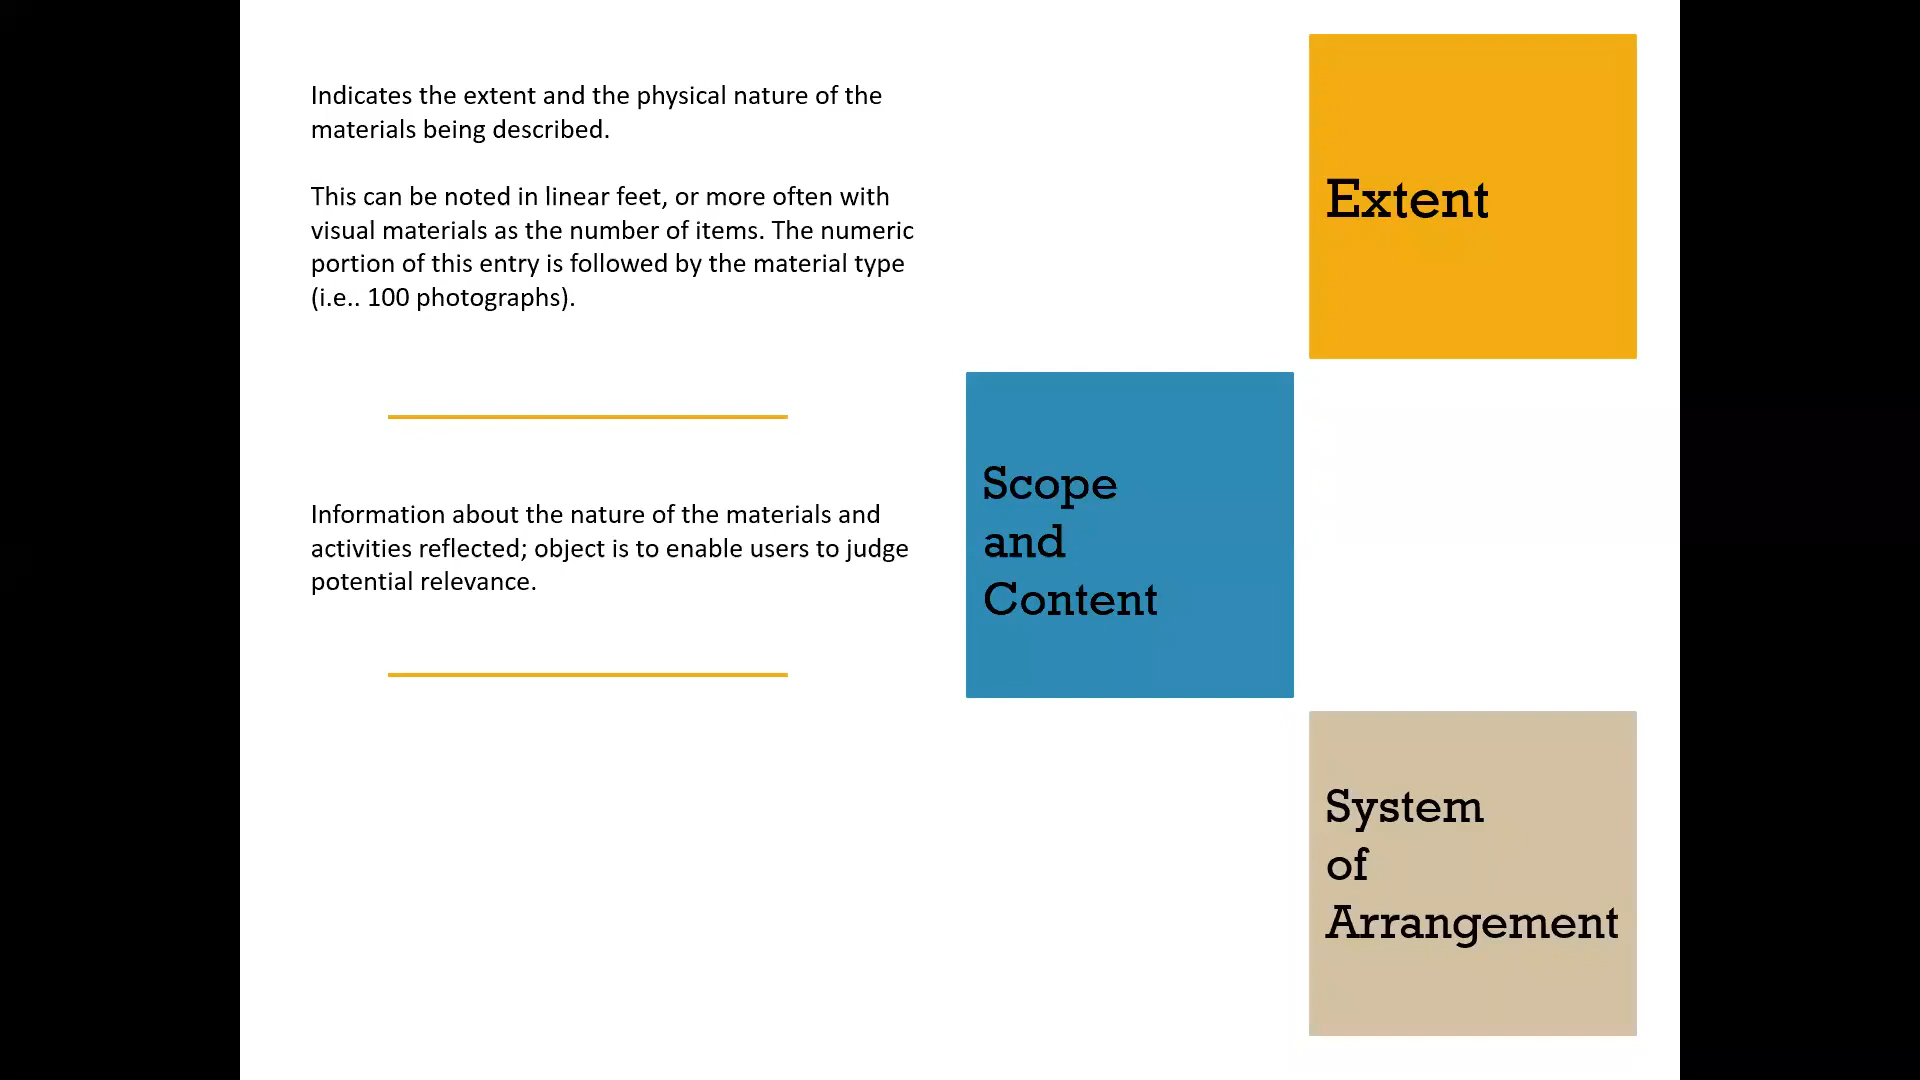 Indicates the extent and the physical nature of the
materials being described.
This can be noted in linear feet, or more often with
visual materials as the number of items. The numeric
portion of this entry is followed by the material type
(i.e.. 100 photographs).
Extent
Information about the nature of the materials and
activities reflected; object is to enable users to judge
potential relevance.
Scope
and
Content
System
of
Arrangement